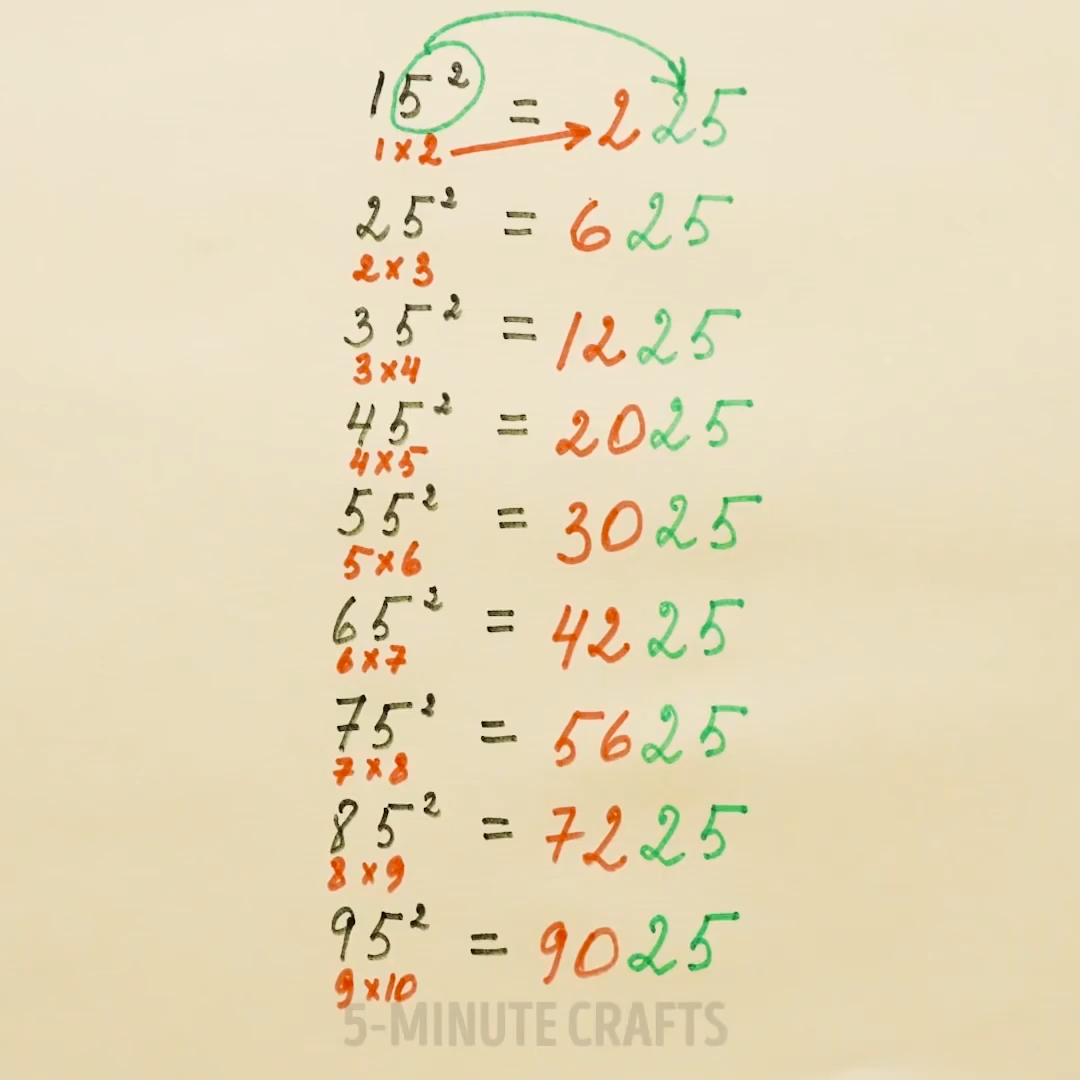 15² = 225
1×2
25² = 625
2×3
35² = 1225
3×4
45² = 2025
4×5
55² = 3025
5×6
65² = 4225
6×7
75² = 5625
7×8
85² = 7225
8×9
95² = 9025
9×10
5-MINUTE CRAFTS